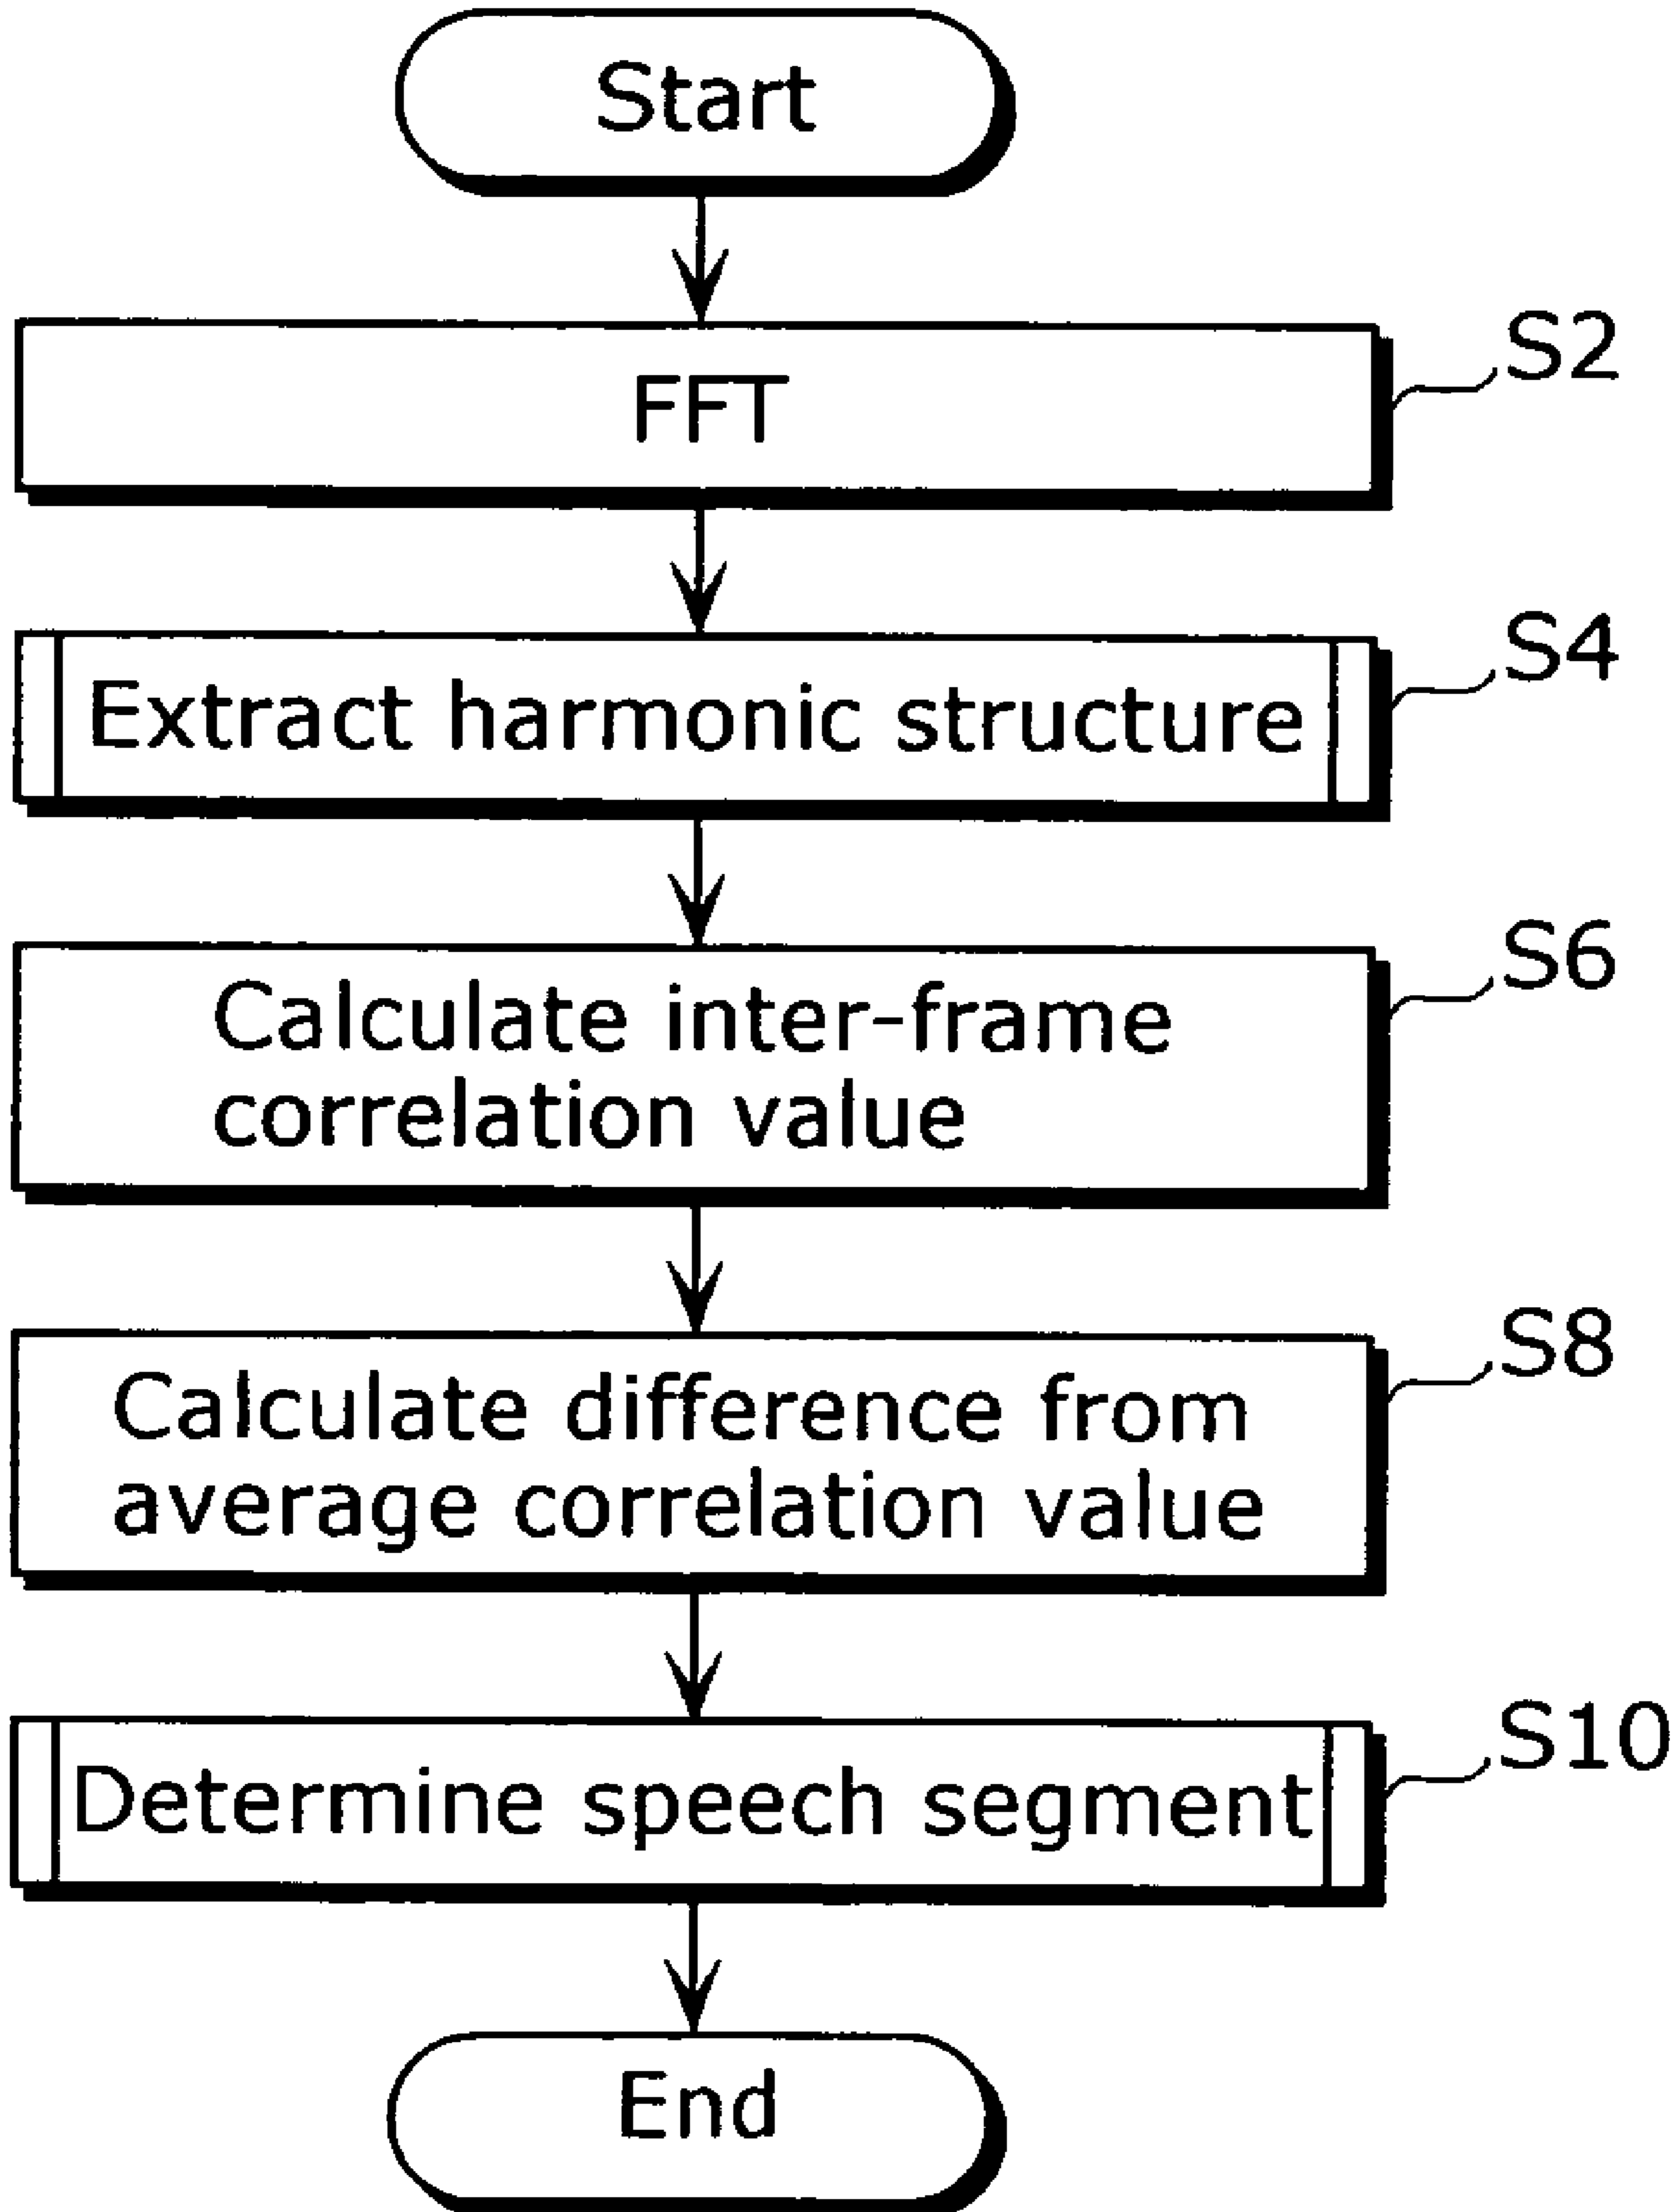 Start
FFT
S2
Extract harmonic structure
S4
Calculate inter-frame
correlation value
S6
Calculate difference from
average correlation value
S8
Determine speech segment
S10
End